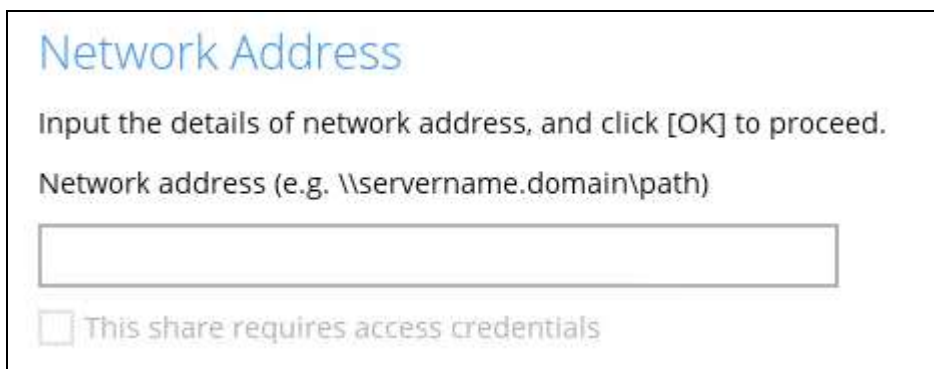 Network Address
Input the details of network address, and click [OK] to proceed.
Network address (e.g. \\servername.domain\path)
This share requires access credentials